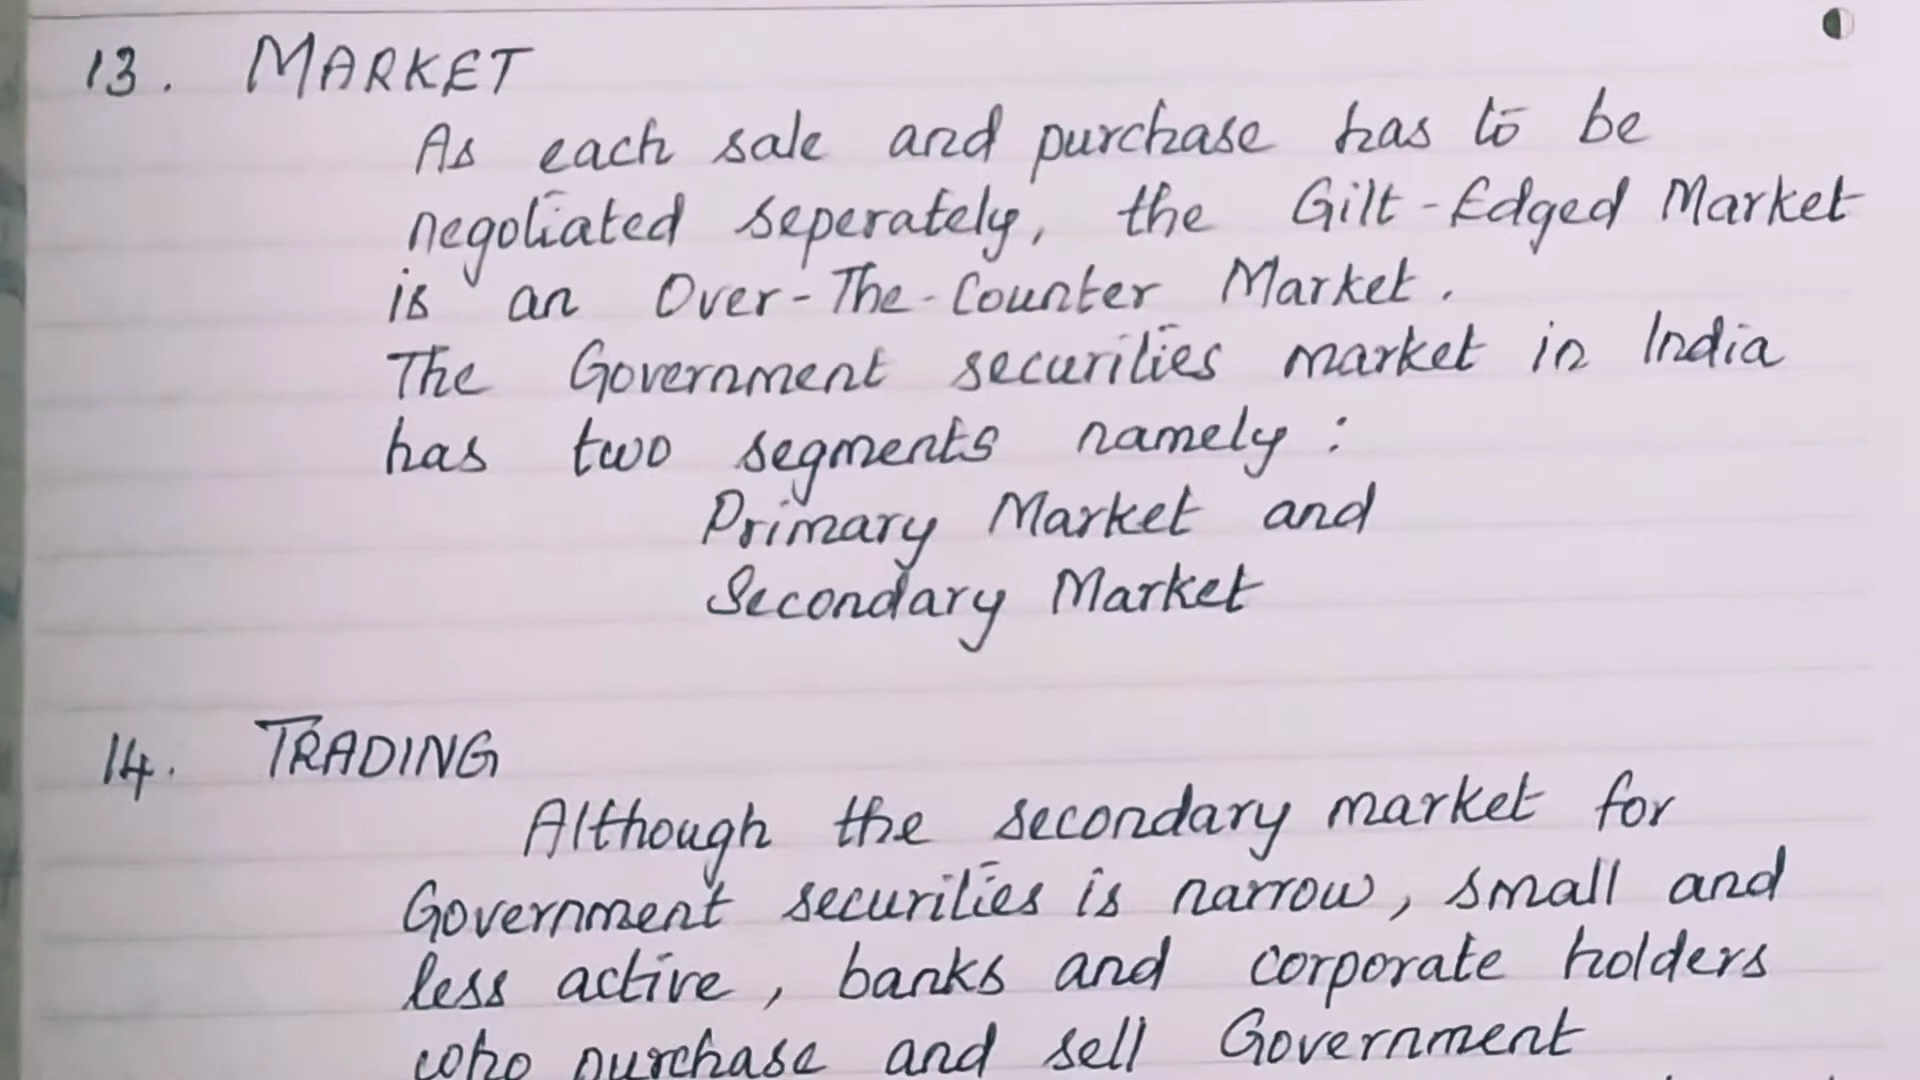 13. MARKET
As each sale and purchase has to be
negotiated seperately, the Gilt-Edged Market
is an Over-The-Counter Market.
The Government securities market in India
has two segments namely:
Primary Market and
Secondary Market
14. TRADING
Although the secondary market for
Government securities is narrow, small and
less active, banks and corporate holders
who purchase and sell Government